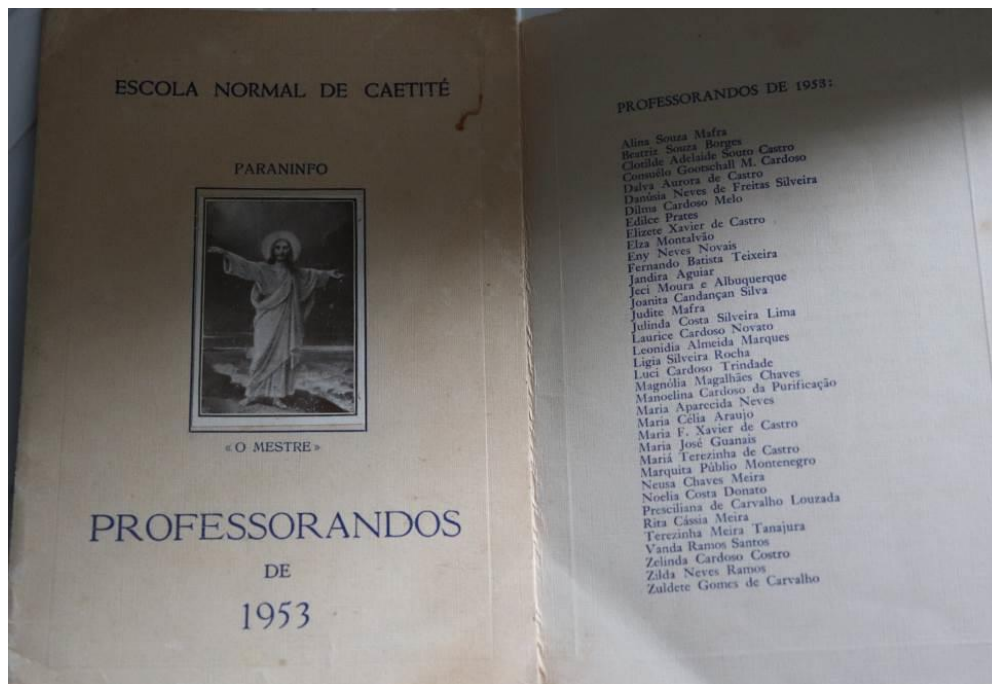 ESCOLA NORMAL DE CAETITÉ
PARANINFO
«O MESTRE»
PROFESSORANDOS
DE
1953
PROFESSORANDOS DE 1953:
Alina Souza Mafra
Beatriz Souza Borges
Clotilde Adelaide Souto Castro
Consuêlo Gootschall M. Cardoso
Dalva Aurora de Castro
Danúsia Neves de Freitas Silveira
Dilma Cardoso Melo
Edilce Prates
Elizete Xavier de Castro
Elza Montalvão
Eny Neves Novais
Fernando Batista Teixeira
Jandira Aguiar
Jeci Moura e Albuquerque
Joanita Candançan Silva
Judite Mafra
Julinda Costa Silveira Lima
Laurice Cardoso Novato
Leonidia Almeida Marques
Ligia Silveira Rocha
Luci Cardoso Trindade
Magnólia Magalhães Chaves
Manoelina Cardoso da Purificação
Maria Aparecida Neves
Maria Célia Araujo
Maria F. Xavier de Castro
Maria José Guanais
Mariá Terezinha de Castro
Marquita Públio Montenegro
Neusa Chaves Meira
Noelia Costa Donato
Presciliana de Carvalho Louzada
Rita Cássia Meira
Terezinha Meira Tanajura
Vanda Ramos Santos
Zelinda Cardoso Costro
Zilda Neves Ramos
Zuldete Gomes de Carvalho